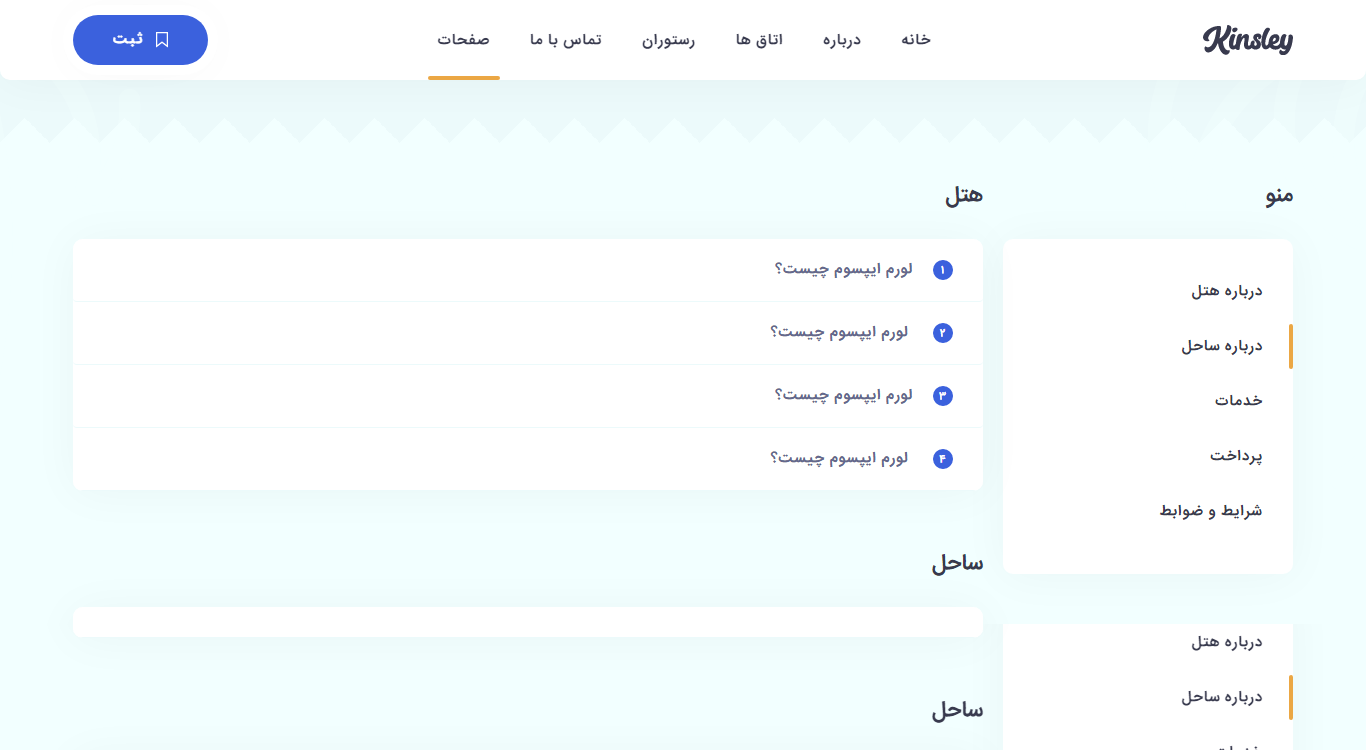 Kinsley
خانه
درباره
اتاق ها
رستوران
تماس با ما
صفحات
ثبت
منو
درباره هتل
درباره ساحل
خدمات
پرداخت
شرایط و ضوابط
درباره هتل
درباره ساحل
هتل
۱ لورم ایپسوم چیست؟
۲ لورم ایپسوم چیست؟
۳ لورم ایپسوم چیست؟
۴ لورم ایپسوم چیست؟
ساحل
ساحل